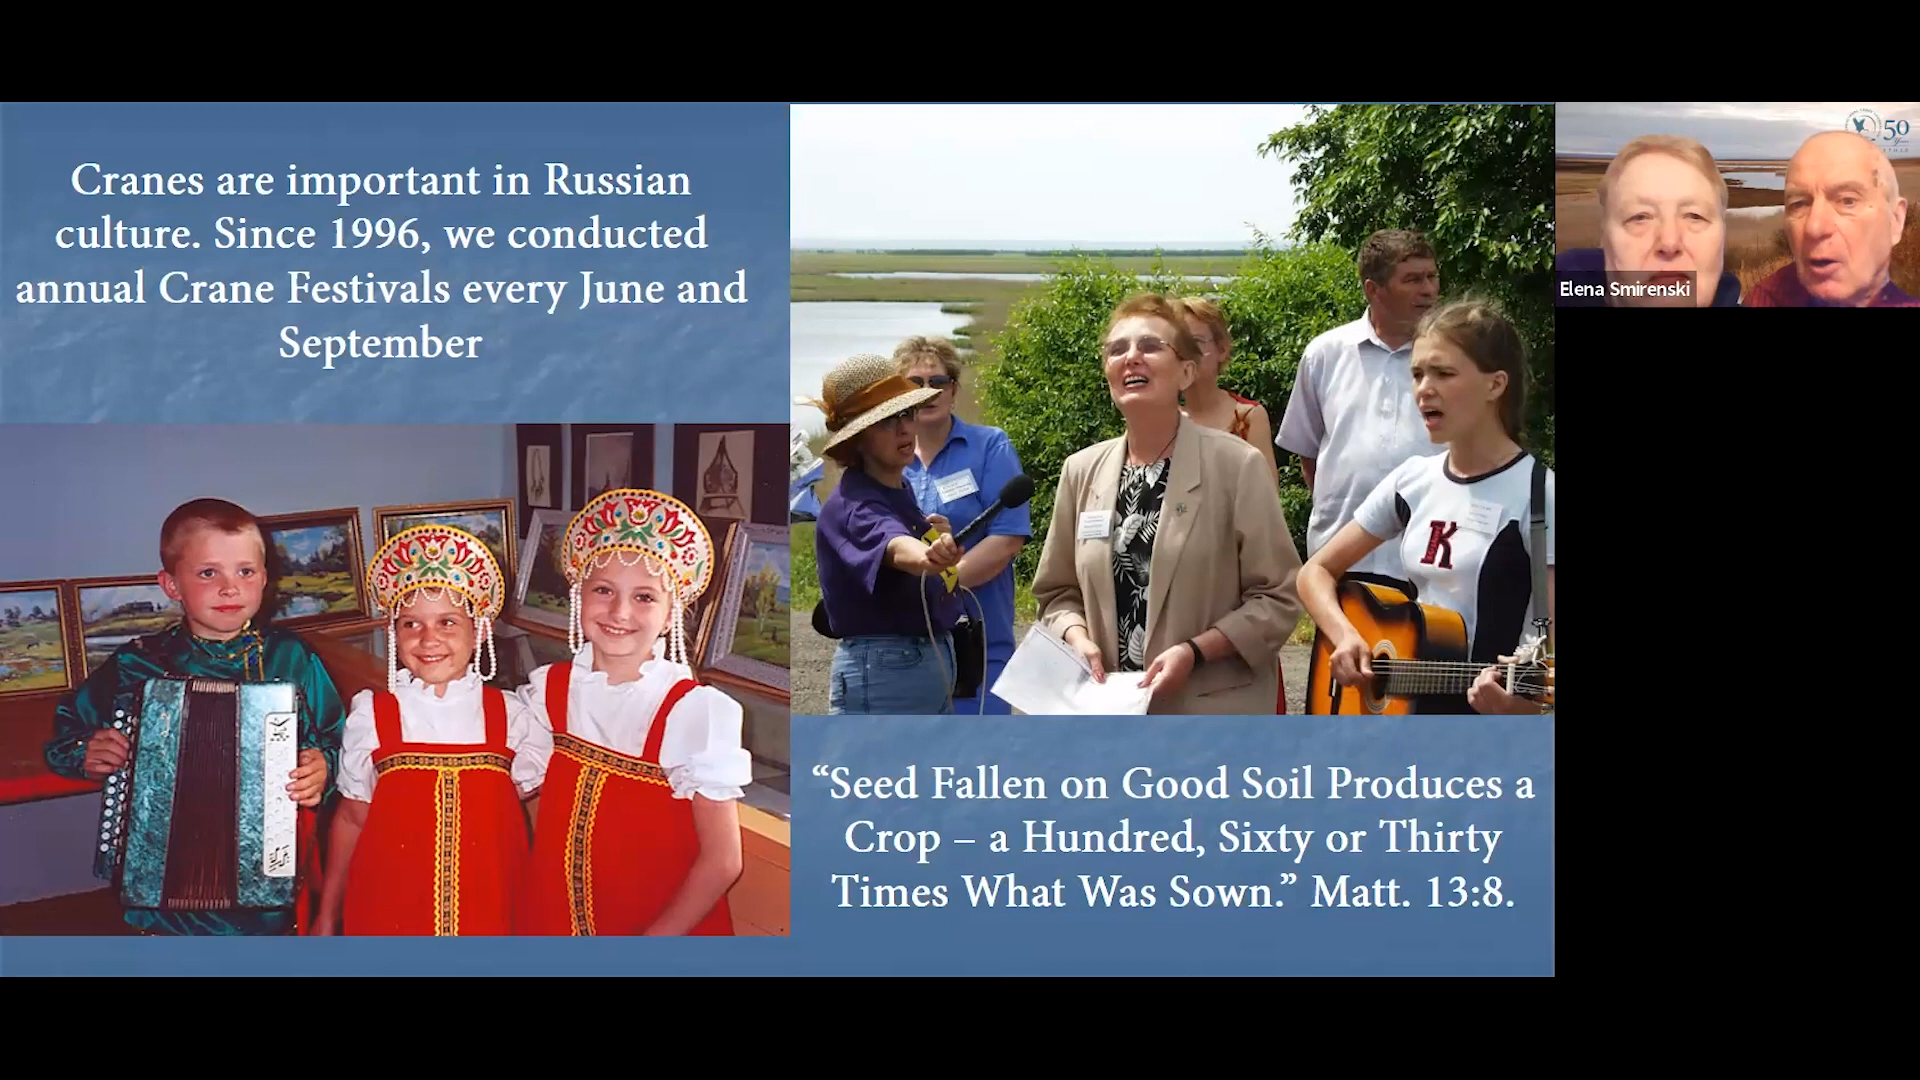 Cranes are important in Russian
culture. Since 1996, we conducted
annual Crane Festivals every June and
September
50
Elena Smirenski
K
“Seed Fallen on Good Soil Produces a
Crop – a Hundred, Sixty or Thirty
Times What Was Sown.” Matt. 13:8.